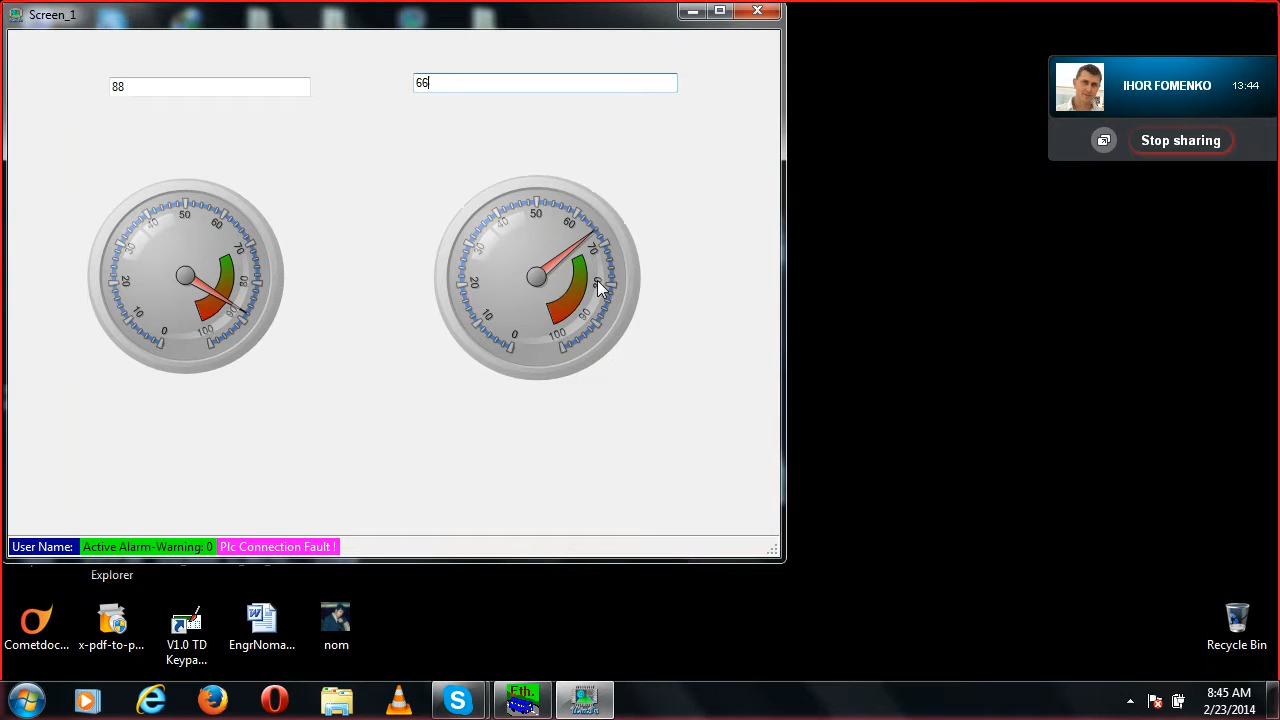 Screen_1
88
66
IHOR FOMENKO 13:44
Stop sharing
0 10 20 30 40 50 60 70 80 90 100
0 10 20 30 40 50 60 70 90 100
User Name: Active Alarm-Warning: 0 Plc Connection Fault !
Explorer
Cometdoc... x-pdf-to-p... V1.0 TD Keypa... EngrNoma... nom
Recycle Bin
Eth.
8:45 AM
2/23/2014